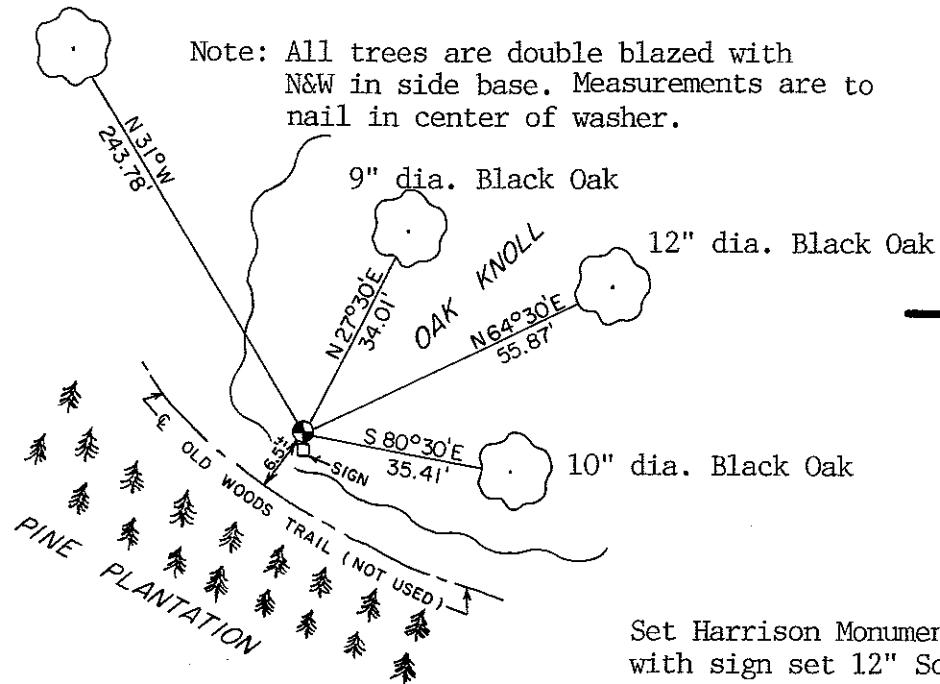 Note: All trees are double blazed with
N&W in side base. Measurements are to
nail in center of washer.
N 31° W
243.78'
9" dia. Black Oak
12" dia. Black Oak
N 27°30'E
34.01'
OAK KNOLL
N 64°30'E
55.87'
S 80°30'E
35.41'
10" dia. Black Oak
6.5'±
SIGN
℄ OLD WOODS TRAIL (NOT USED)
PINE PLANTATION
Set Harrison Monumen
with sign set 12" So